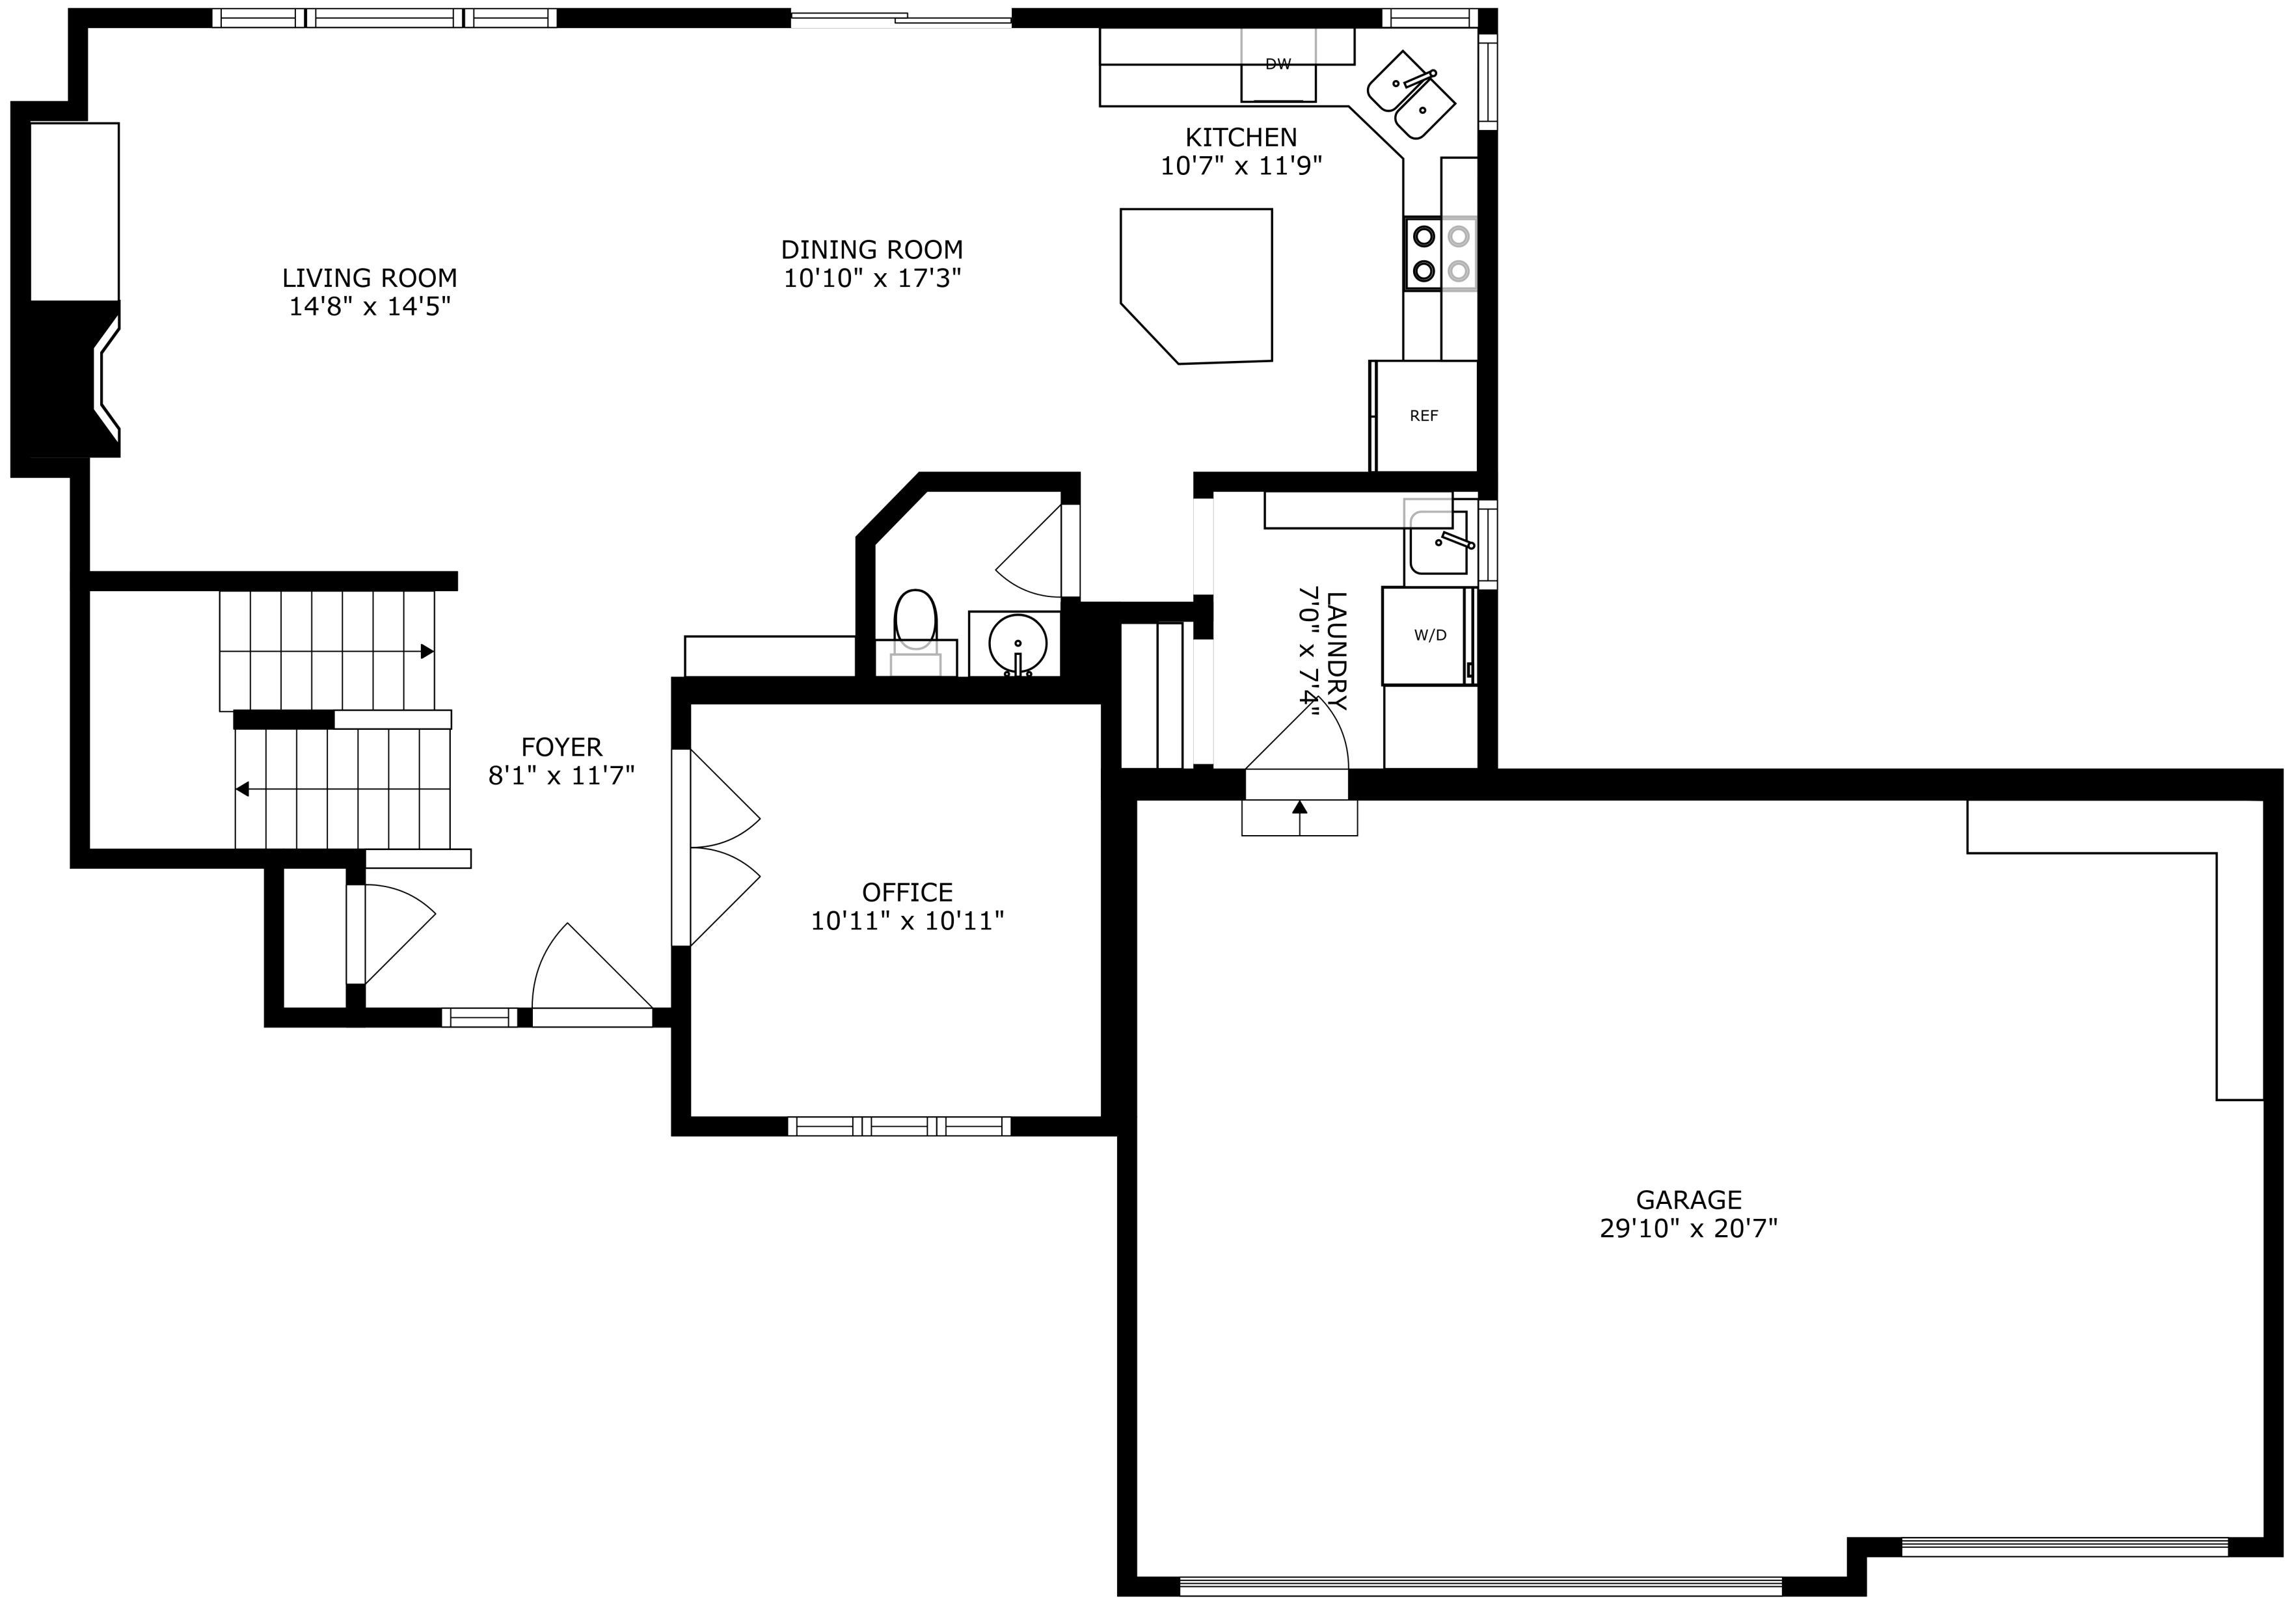 DW
KITCHEN
10'7" x 11'9"
DINING ROOM
10'10" x 17'3"
LIVING ROOM
14'8" x 14'5"
REF
LAUNDRY
7'0" x 7'4"
W/D
FOYER
8'1" x 11'7"
OFFICE
10'11" x 10'11"
GARAGE
29'10" x 20'7"